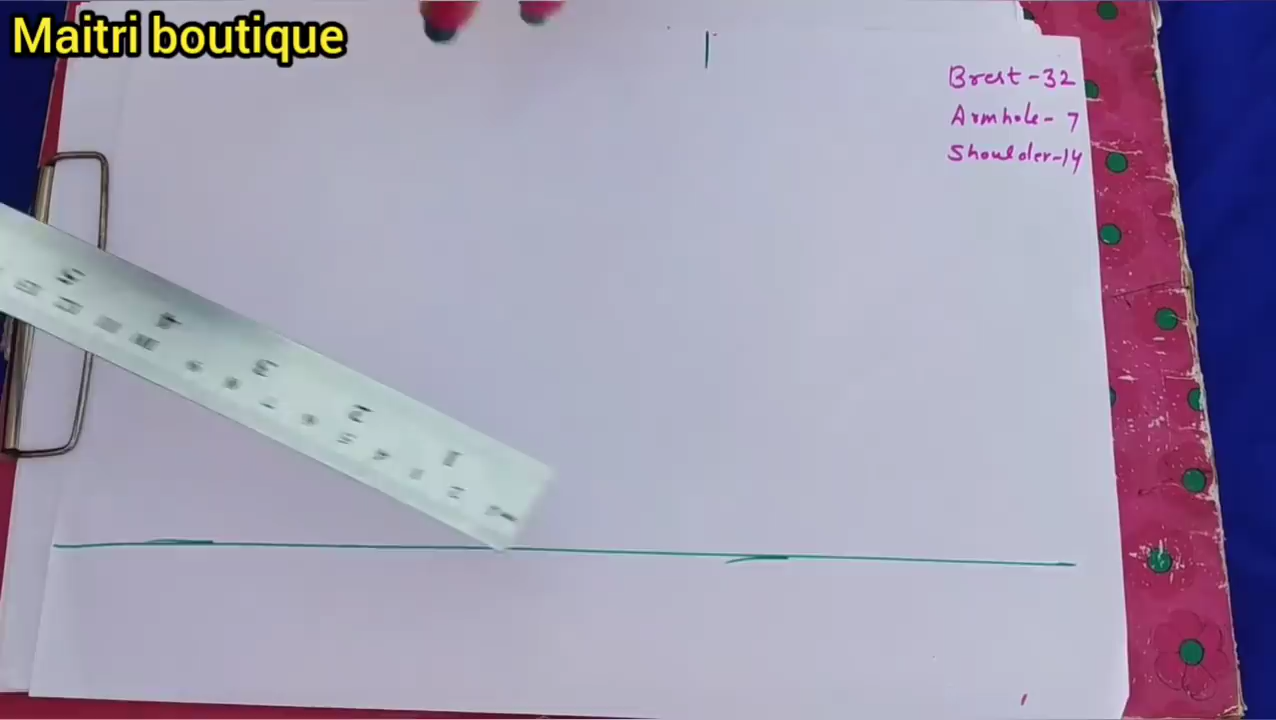 Maitri boutique
Brest - 32
Armhole - 7
Shoulder - 14